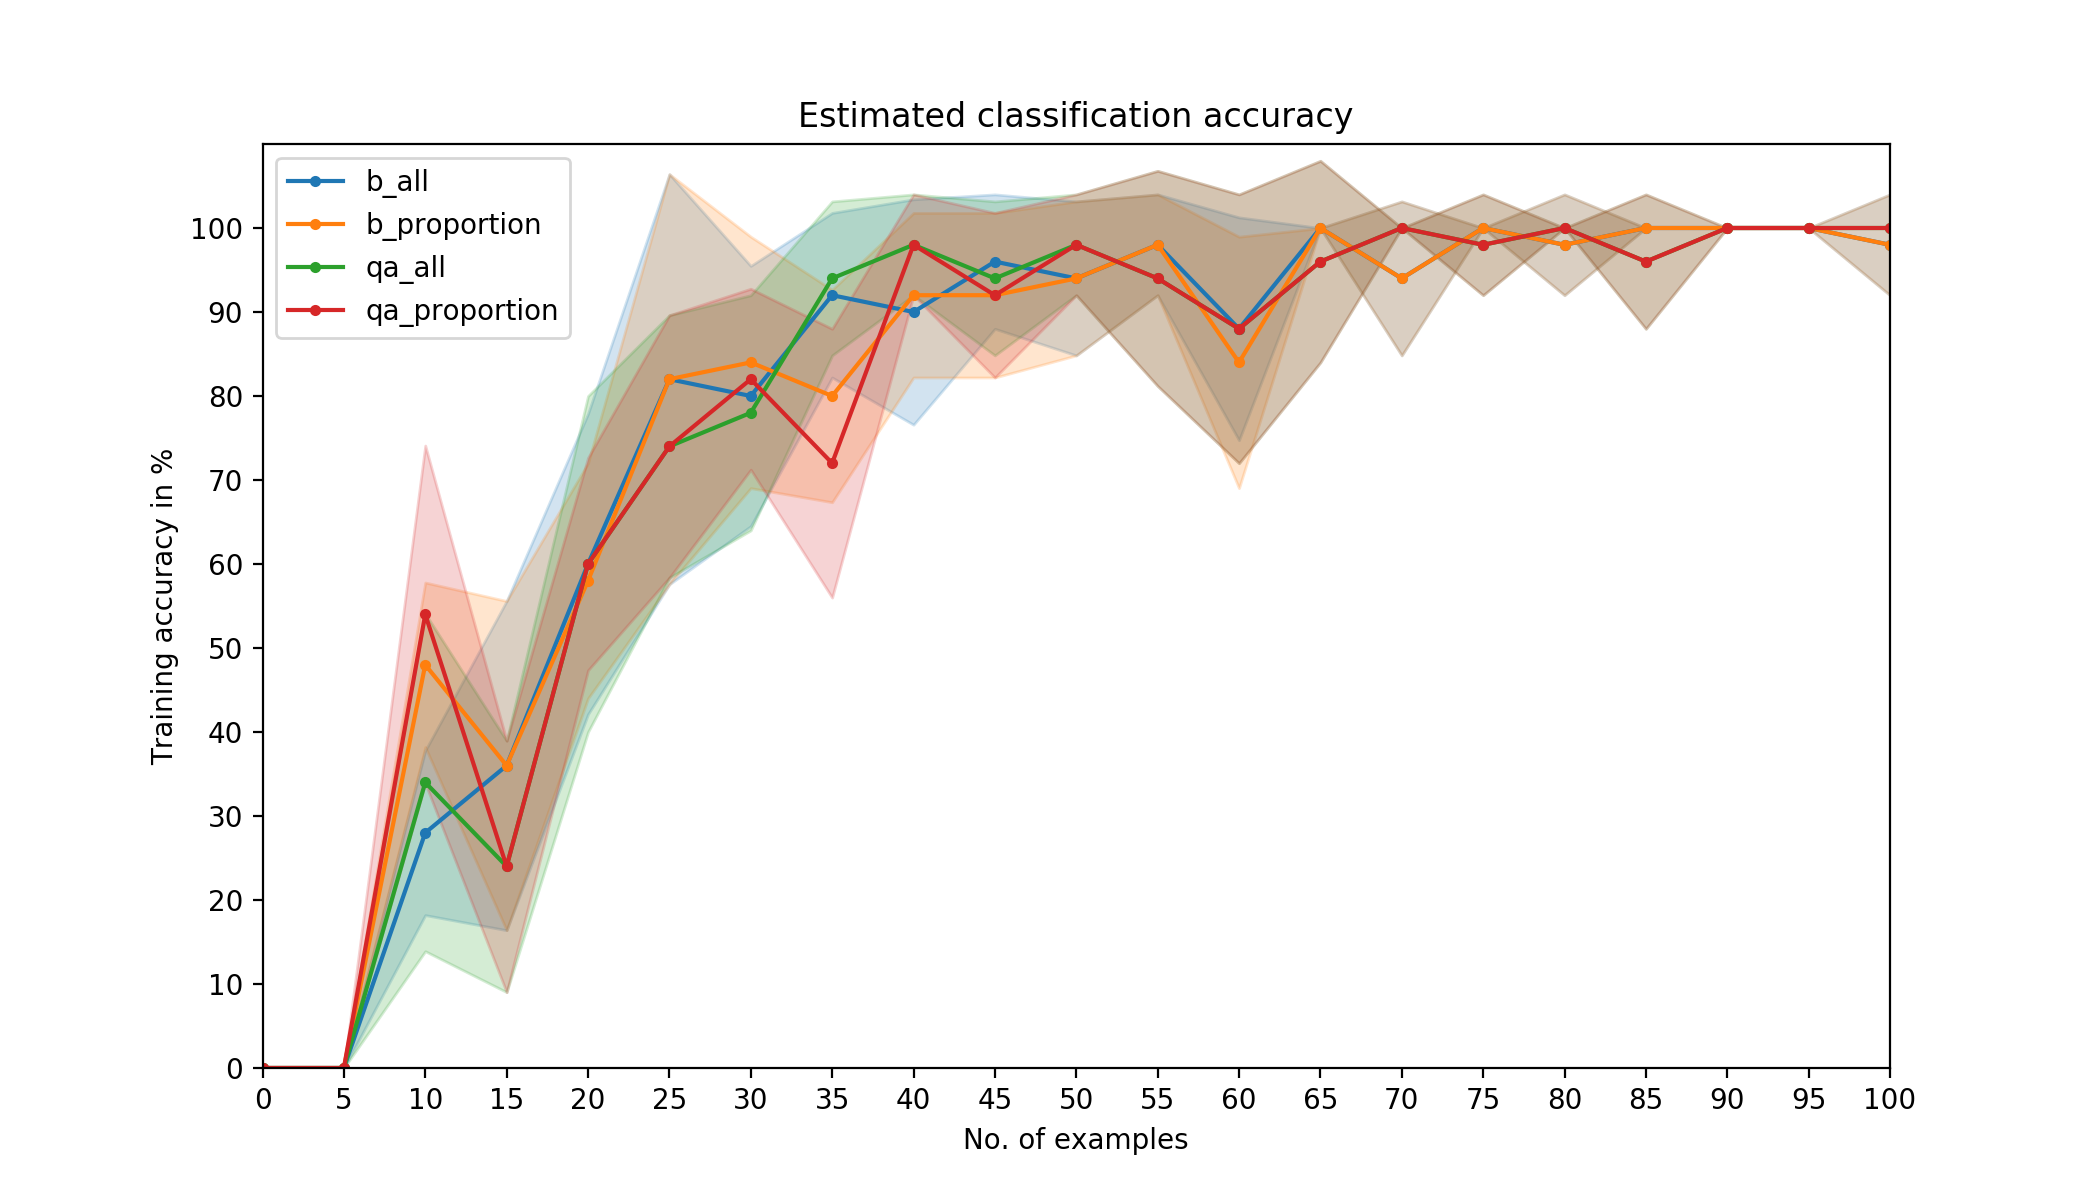 Estimated classification accuracy
b_all
b_proportion
qa_all
qa_proportion
Training accuracy in %
100
90
80
70
60
50
40
30
20
10
0
0 5 10 15 20 25 30 35 40 45 50 55 60 65 70 75 80 85 90 95 100
No. of examples